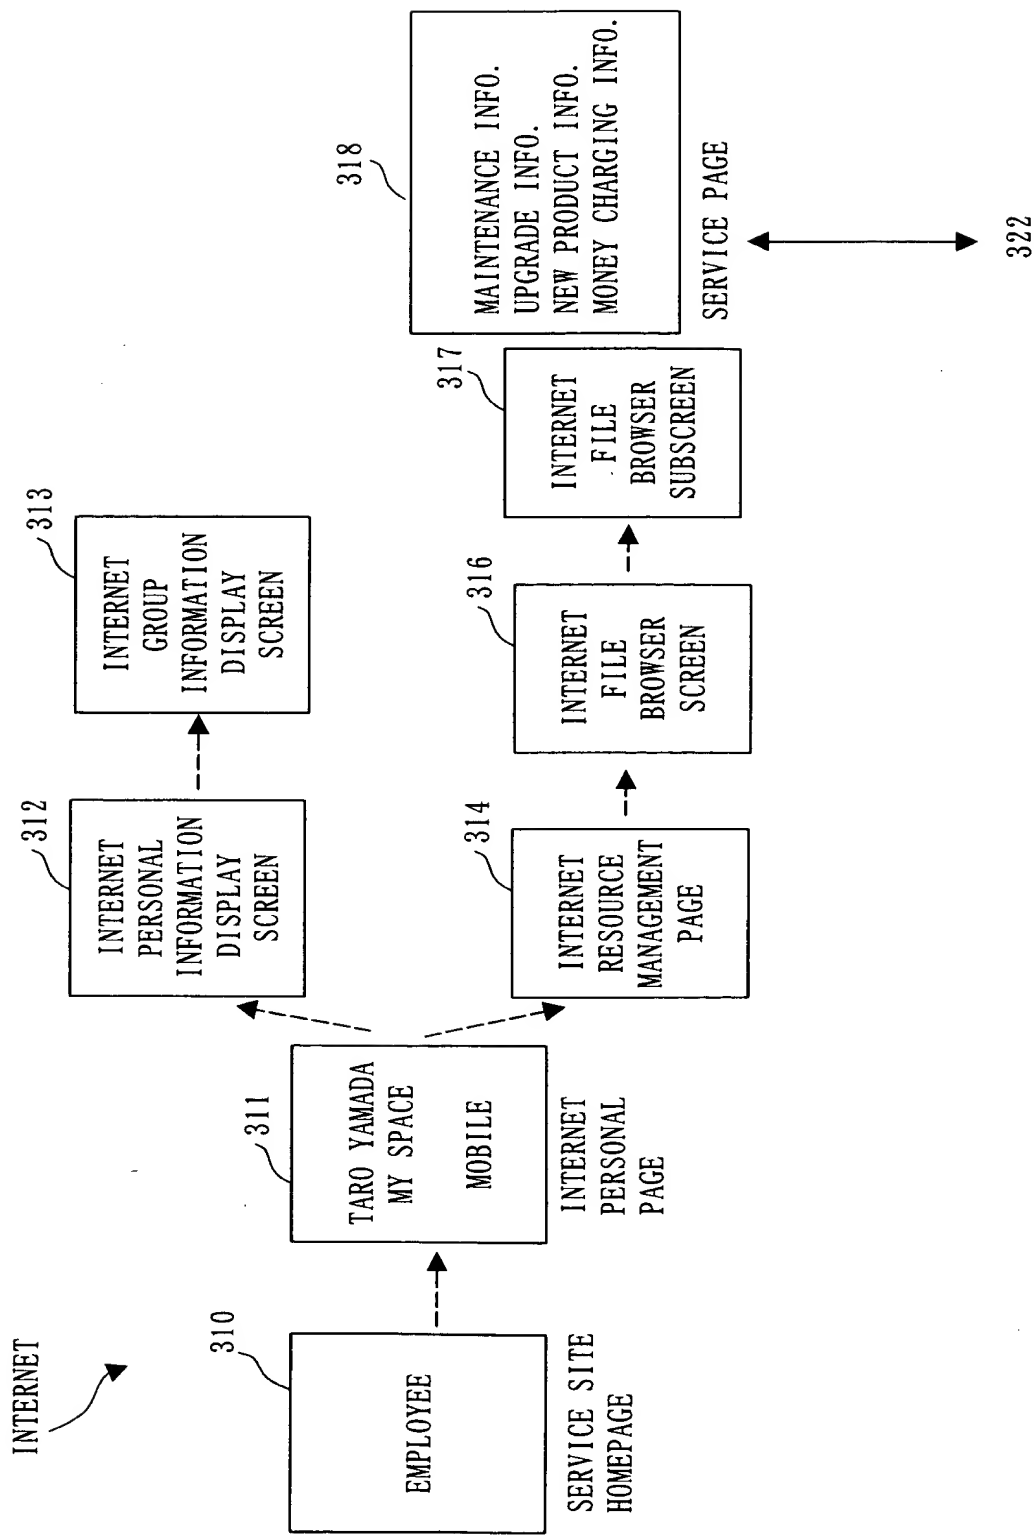 INTERNET
310
EMPLOYEE
SERVICE SITE
HOMEPAGE
311
TARO YAMADA
MY SPACE
MOBILE
INTERNET
PERSONAL
PAGE
312
INTERNET
PERSONAL
INFORMATION
DISPLAY
SCREEN
313
INTERNET
GROUP
INFORMATION
DISPLAY
SCREEN
314
INTERNET
RESOURCE
MANAGEMENT
PAGE
316
INTERNET
FILE
BROWSER
SCREEN
317
INTERNET
FILE
BROWSER
SUBSCREEN
318
MAINTENANCE INFO.
UPGRADE INFO.
NEW PRODUCT INFO.
MONEY CHARGING INFO.
SERVICE PAGE
322